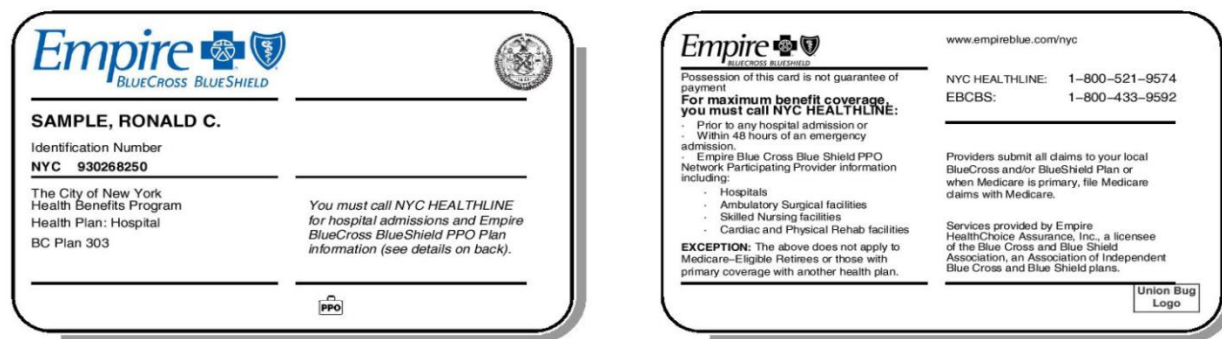 Empire
BLUECROSS BLUESHIELD
SAMPLE, RONALD C.
Identification Number
NYC 930268250
The City of New York
Health Benefits Program
Health Plan: Hospital
BC Plan 303
You must call NYC HEALTHLINE
for hospital admissions and Empire
BlueCross BlueShield PPO Plan
information (see details on back).
PPO
Empire
BLUECROSS BLUESHIELD
Possession of this card is not guarantee of
payment
For maximum benefit coverage,
you must call NYC HEALTHLINE:
· Prior to any hospital admission or
· Within 48 hours of an emergency
admission.
· Empire Blue Cross Blue Shield PPO
Network Participating Provider information
including:
· Hospitals
· Ambulatory Surgical facilities
· Skilled Nursing facilities
· Cardiac and Physical Rehab facilities
EXCEPTION: The above does not apply to
Medicare–Eligible Retirees or those with
primary coverage with another health plan.
www.empireblue.com/nyc
NYC HEALTHLINE: 1–800–521–9574
EBCBS: 1–800–433–9592
Providers submit all claims to your local
BlueCross and/or BlueShield Plan or
when Medicare is primary, file Medicare
claims with Medicare.
Services provided by Empire
HealthChoice Assurance, Inc., a licensee
of the Blue Cross and Blue Shield
Association, an Association of Independent
Blue Cross and Blue Shield plans.
Union Bug
Logo